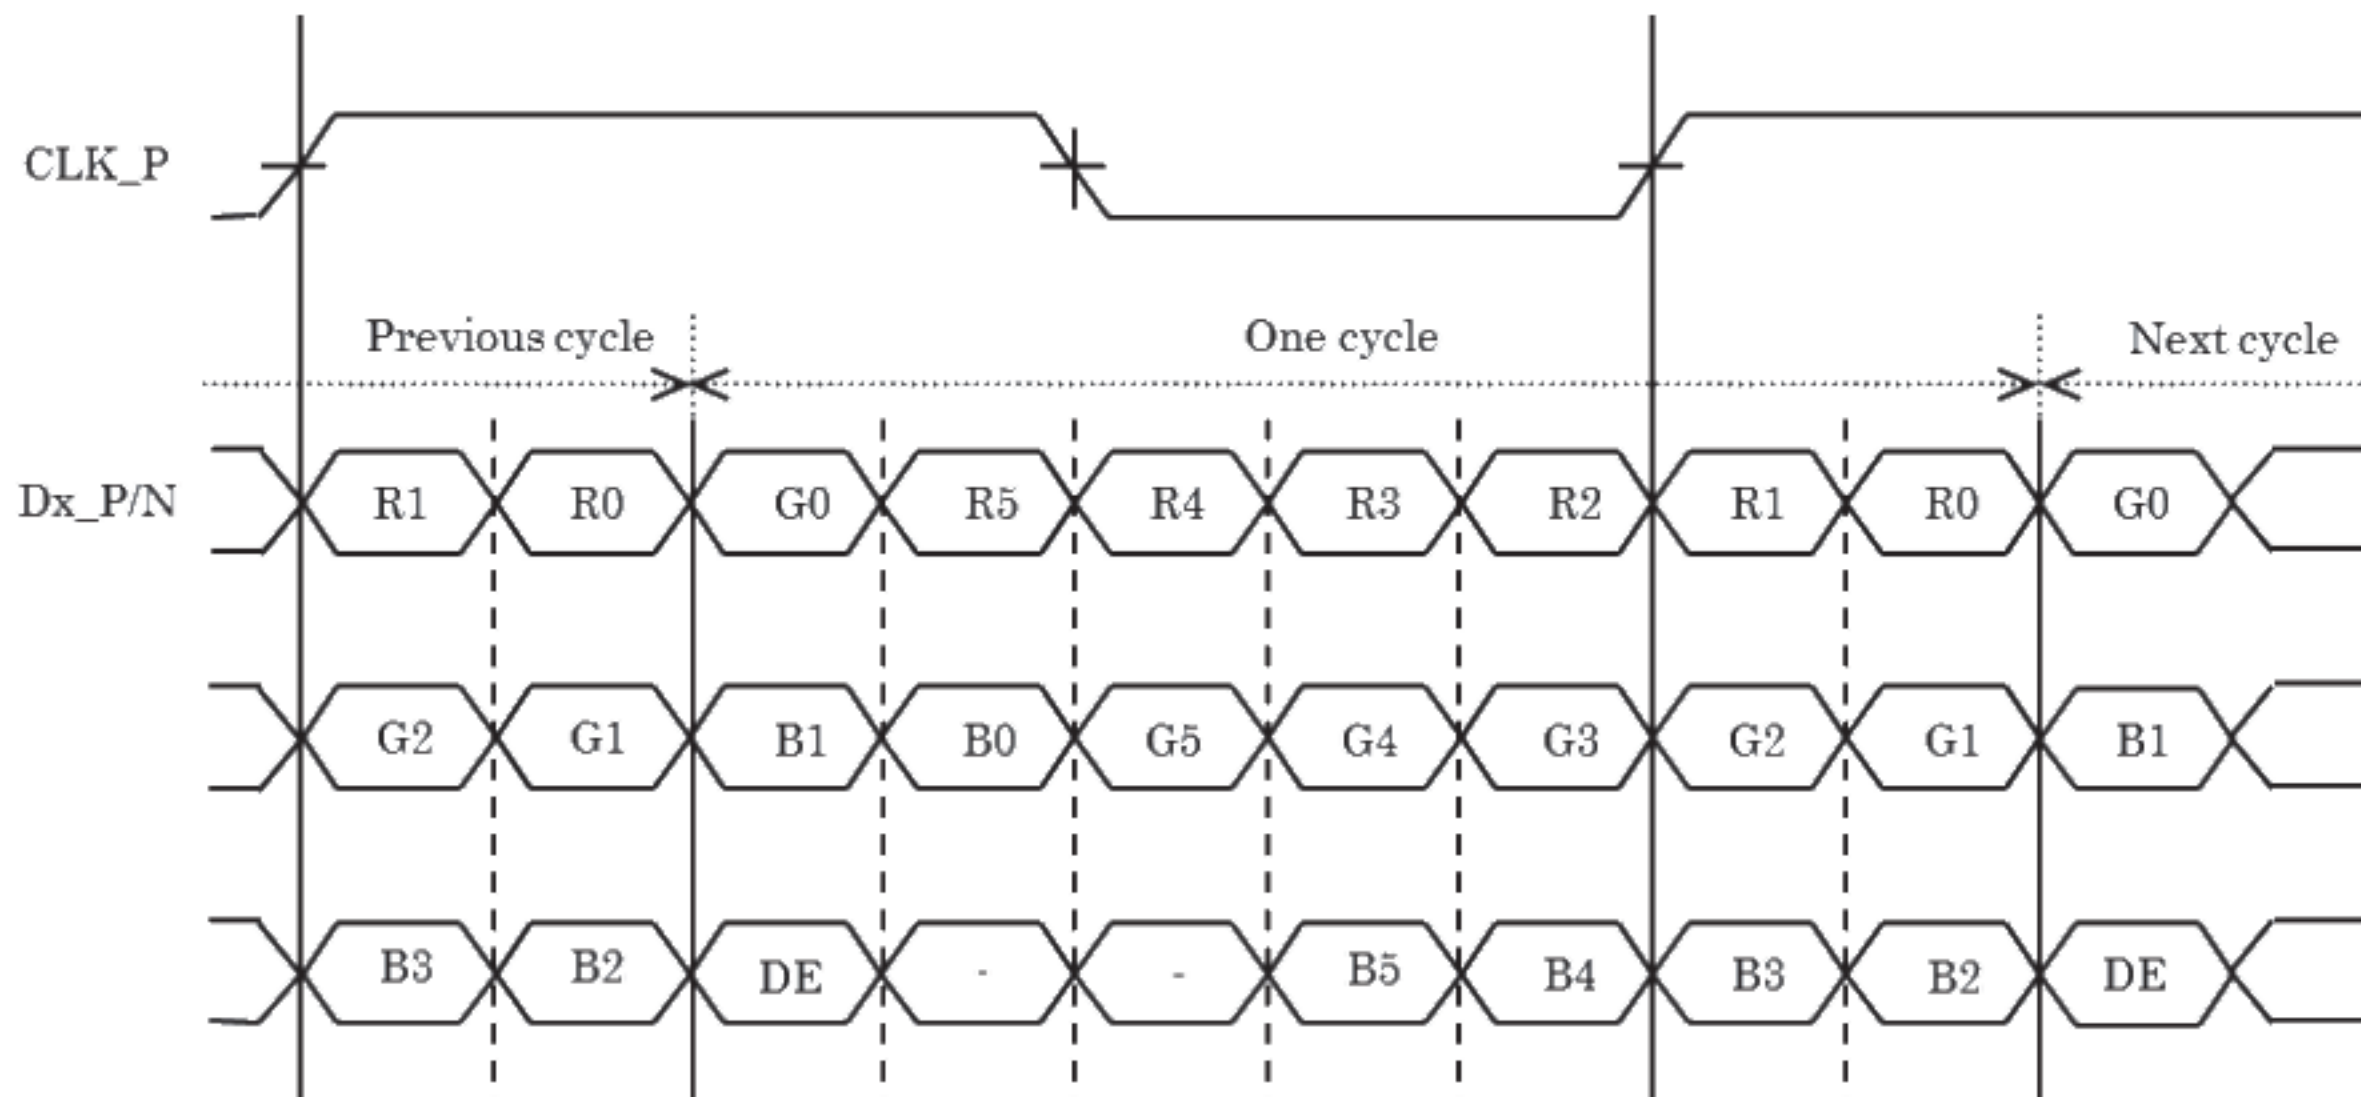 CLK_P
Previous cycle One cycle Next cycle
Dx_P/N R1 R0 G0 R5 R4 R3 R2 R1 R0 G0
G2 G1 B1 B0 G5 G4 G3 G2 G1 B1
B3 B2 DE - - B5 B4 B3 B2 DE